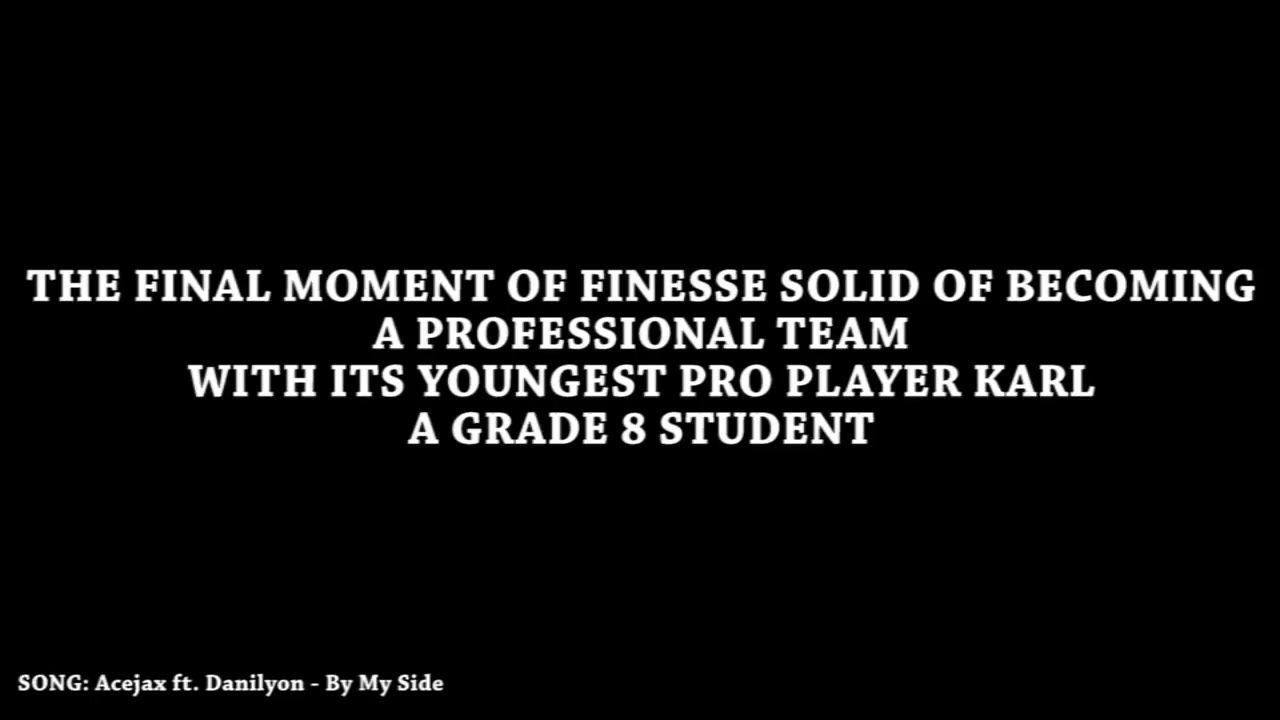 THE FINAL MOMENT OF FINESSE SOLID OF BECOMING
A PROFESSIONAL TEAM
WITH ITS YOUNGEST PRO PLAYER KARL
A GRADE 8 STUDENT
SONG: Acejax ft. Danilyon - By My Side